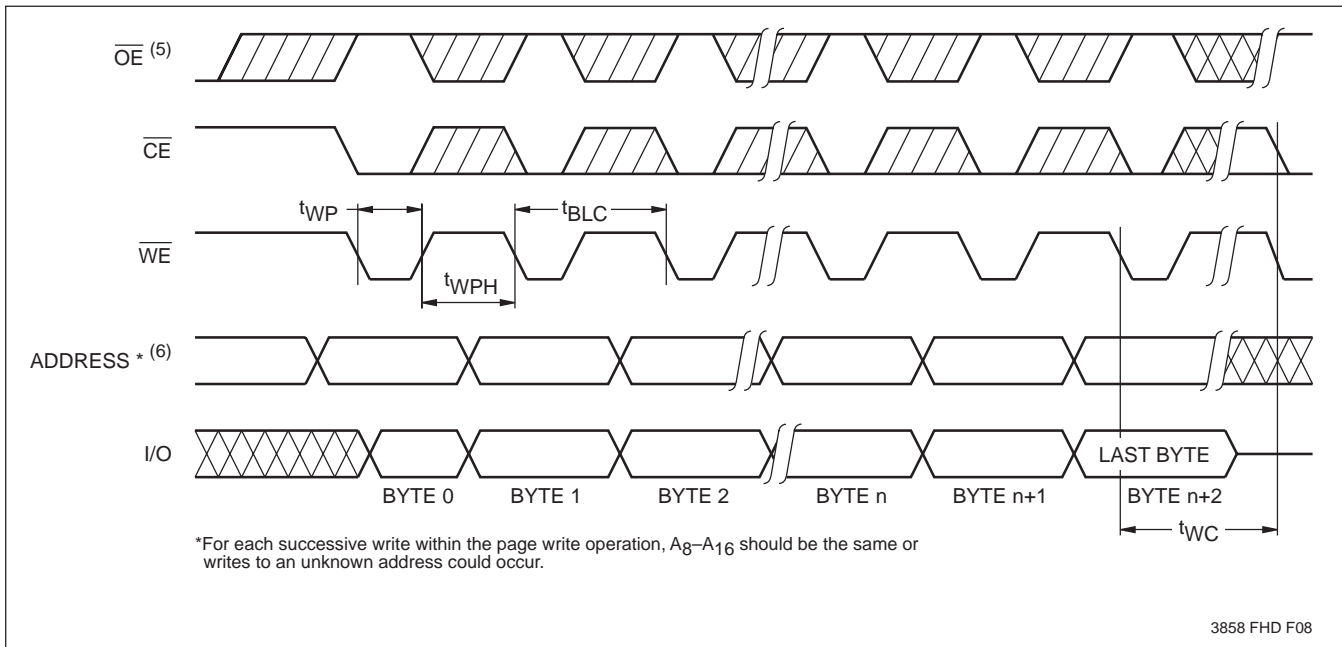 OE (5)
CE
tWP
tBLC
WE
tWPH
ADDRESS * (6)
I/O
LAST BYTE
BYTE 0 BYTE 1 BYTE 2 BYTE n BYTE n+1 BYTE n+2
tWC
*For each successive write within the page write operation, A8–A16 should be the same or
writes to an unknown address could occur.
3858 FHD F08